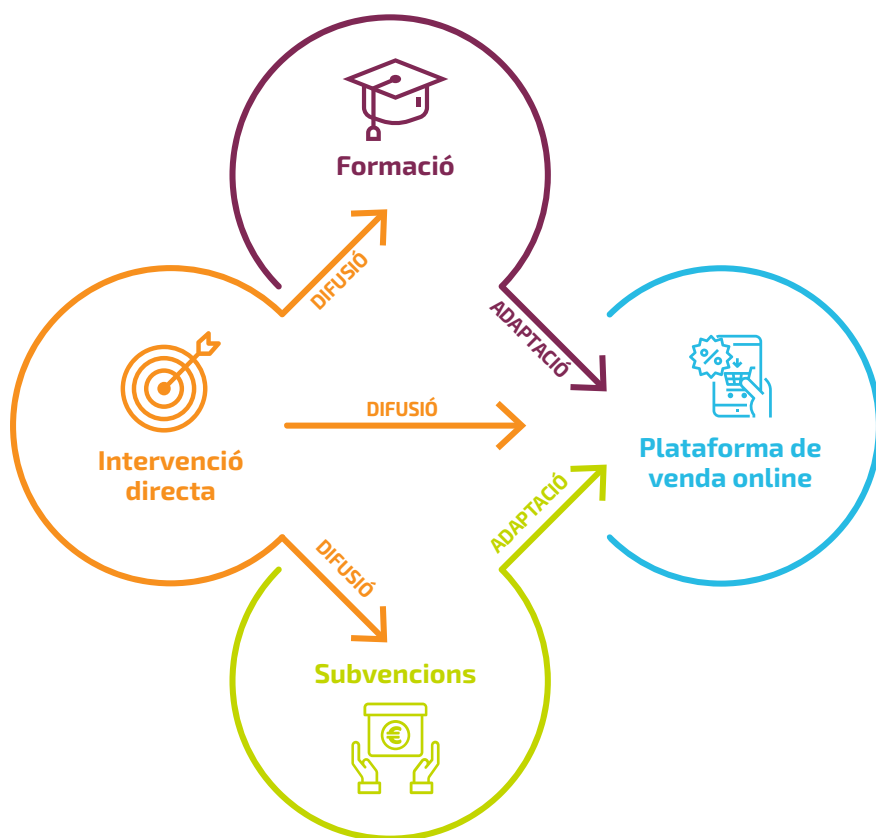 Formació
DIFUSIÓ
ADAPTACIÓ
%
DIFUSIÓ
Intervenció
directa
Plataforma de
venda online
DIFUSIÓ
ADAPTACIÓ
Subvencions
€